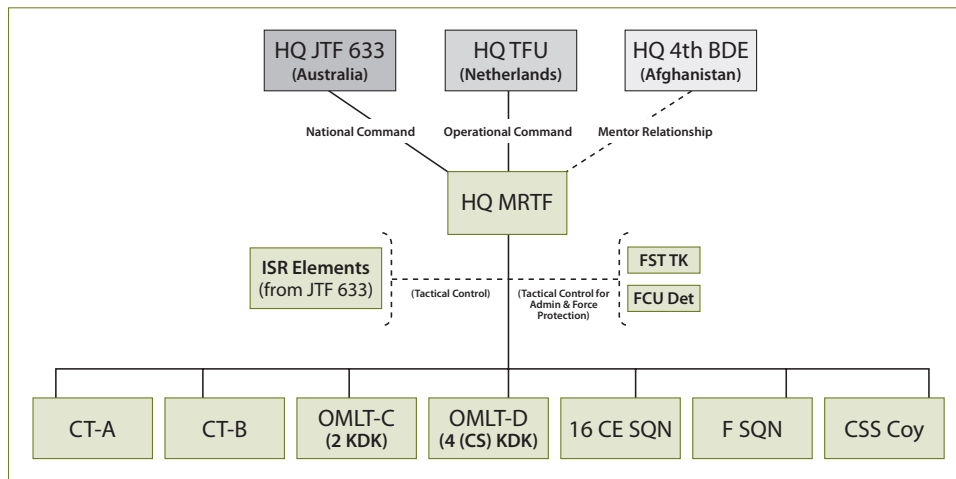 HQ JTF 633
(Australia)
HQ TFU
(Netherlands)
HQ 4th BDE
(Afghanistan)
National Command
Operational Command
Mentor Relationship
HQ MRTF
ISR Elements
(from JTF 633)
(Tactical Control)
(Tactical Control for
Admin & Force
Protection)
FST TK
FCU Det
CT-A
CT-B
OMLT-C
(2 KDK)
OMLT-D
(4 (CS) KDK)
16 CE SQN
F SQN
CSS Coy